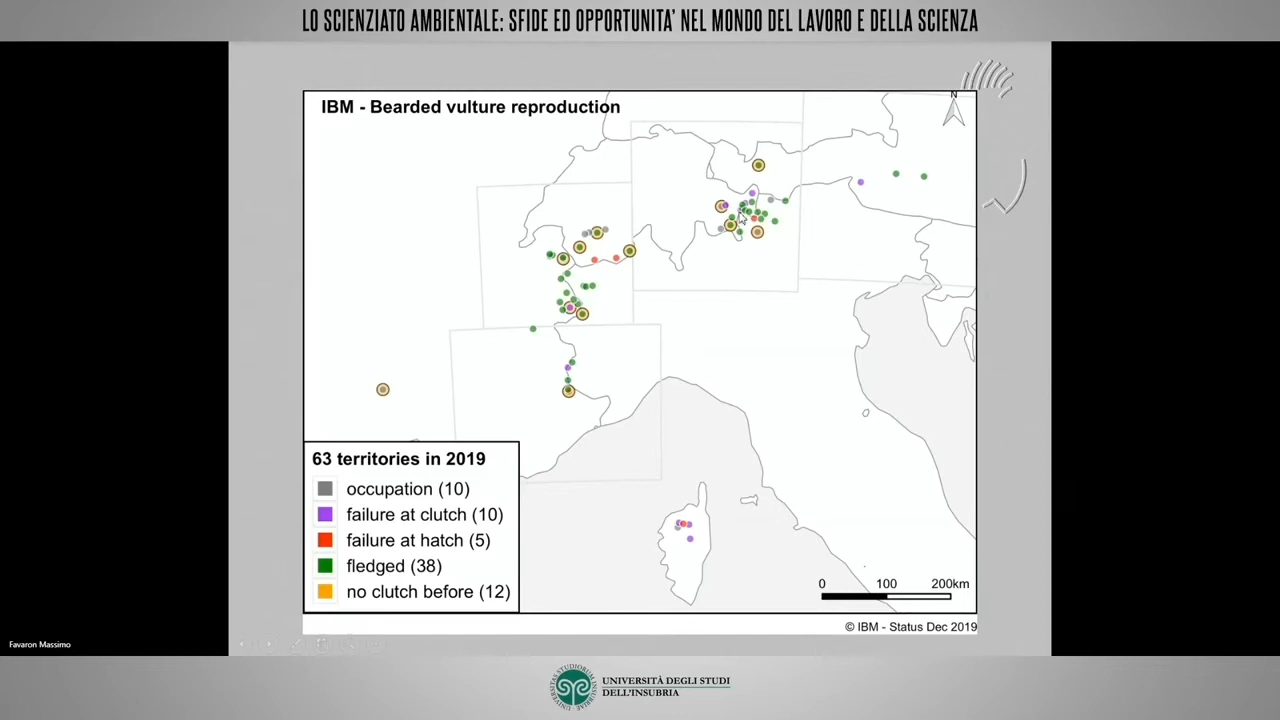 LO SCIENZIATO AMBIENTALE: SFIDE ED OPPORTUNITA' NEL MONDO DEL LAVORO E DELLA SCIENZA
IBM - Bearded vulture reproduction
N
63 territories in 2019
occupation (10)
failure at clutch (10)
failure at hatch (5)
fledged (38)
no clutch before (12)
0 100 200km
© IBM - Status Dec 2019
Favaron Massimo
UNIVERSITÀ DEGLI STUDI
DELL'INSUBRIA